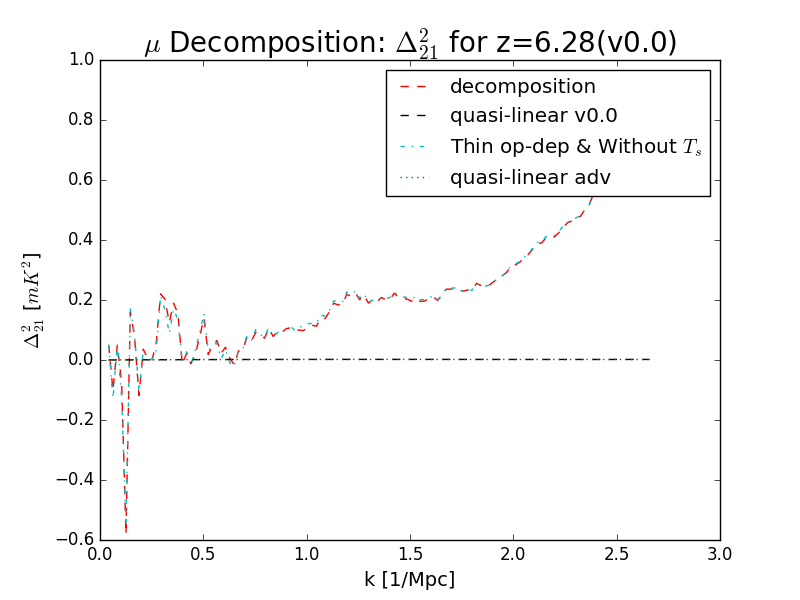 μ Decomposition: Δ²₂₁ for z=6.28(v0.0)
1.0
0.8
0.6
0.4
0.2
0.0
−0.2
−0.4
−0.6
Δ²₂₁ [mK²]
decomposition
quasi-linear v0.0
Thin op-dep & Without Tₛ
quasi-linear adv
0.0 0.5 1.0 1.5 2.0 2.5 3.0
k [1/Mpc]